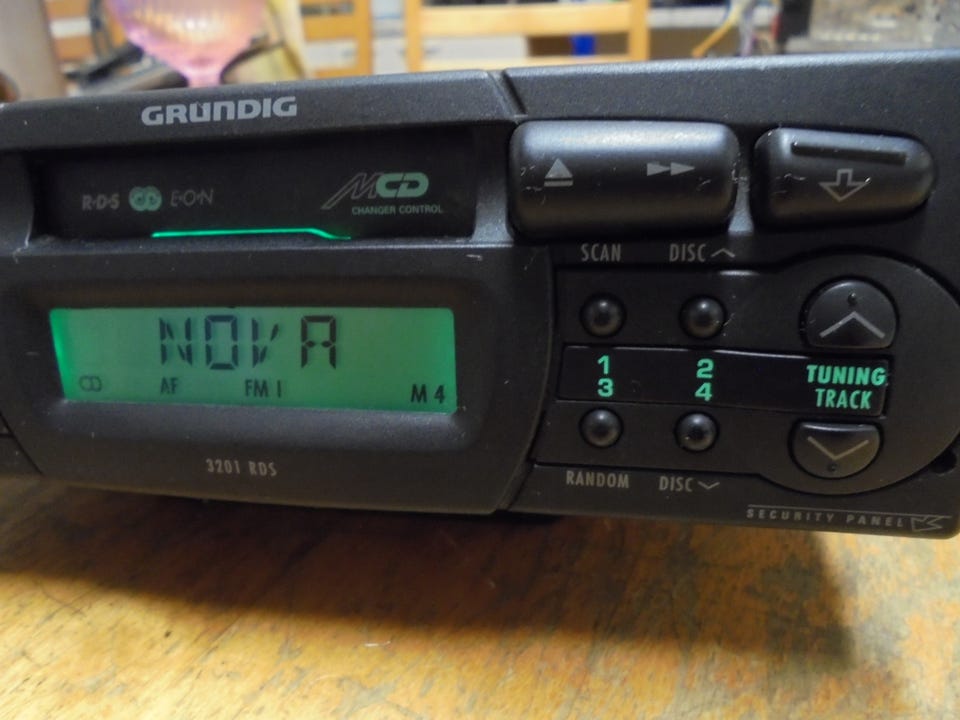 GRUNDIG
R·D·S E·O·N
MCD
CHANGER CONTROL
SCAN DISC
NOVA
AF FM I M 4
1 2
3 4
TUNING
TRACK
3201 RDS
RANDOM DISC
SECURITY PANEL